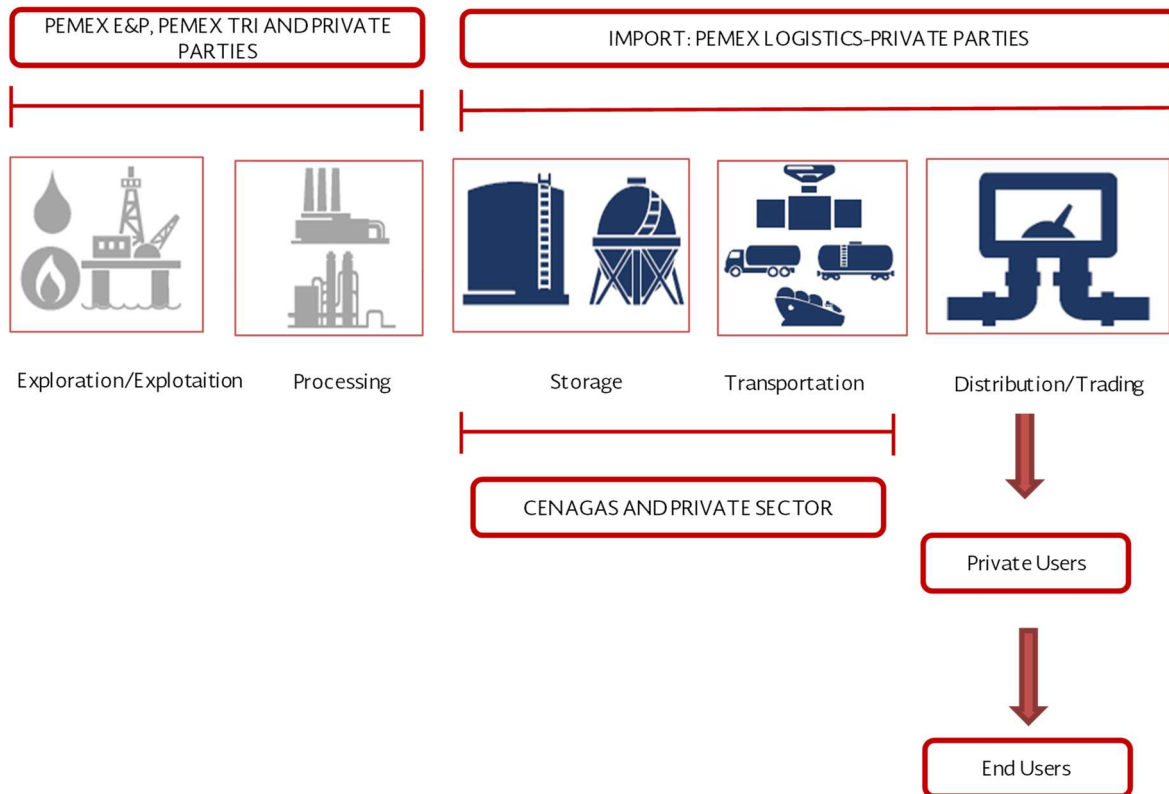 PEMEX E&P, PEMEX TRI AND PRIVATE
PARTIES
IMPORT: PEMEX LOGISTICS-PRIVATE PARTIES
Exploration/Explotaition
Processing
Storage
Transportation
Distribution/Trading
CENAGAS AND PRIVATE SECTOR
Private Users
End Users